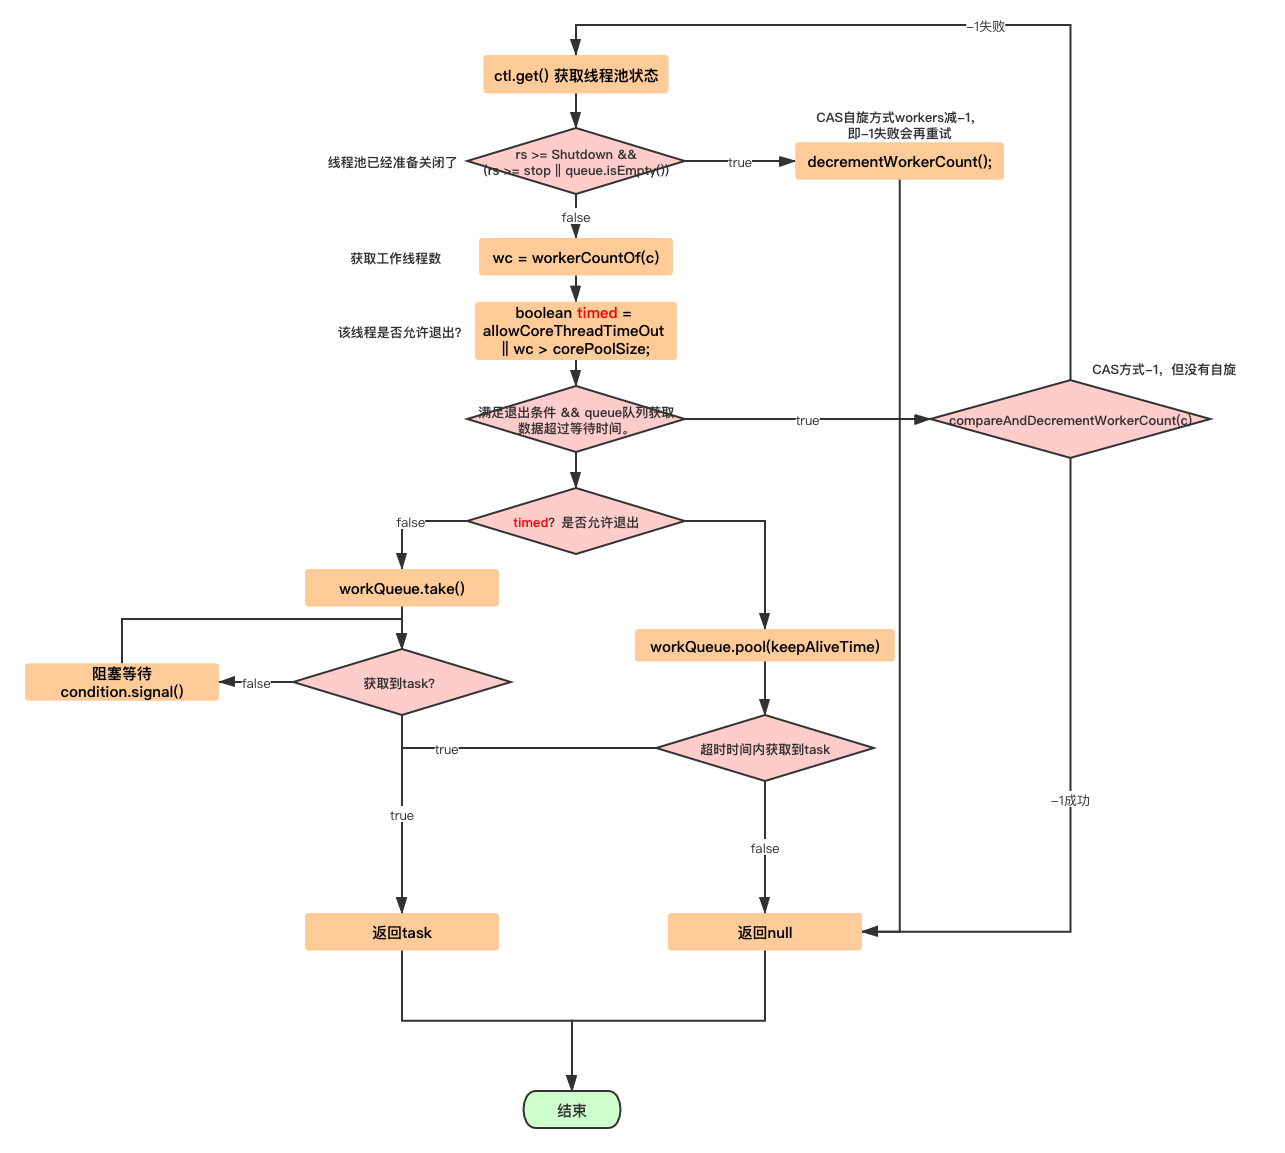 -1失败
ctl.get() 获取线程池状态
CAS自旋方式workers减-1,
即-1失败会再重试
线程池已经准备关闭了
rs >= Shutdown &&
(rs >= stop || queue.isEmpty())
true
decrementWorkerCount();
false
获取工作线程数
wc = workerCountOf(c)
该线程是否允许退出?
boolean timed =
allowCoreThreadTimeOut
|| wc > corePoolSize;
CAS方式-1，但没有自旋
满足退出条件 && queue队列获取
数据超过等待时间。
true
compareAndDecrementWorkerCount(c)
false
timed？是否允许退出
workQueue.take()
workQueue.pool(keepAliveTime)
阻塞等待
condition.signal()
false
获取到task?
true
超时时间内获取到task
-1成功
true
false
返回task
返回null
结束